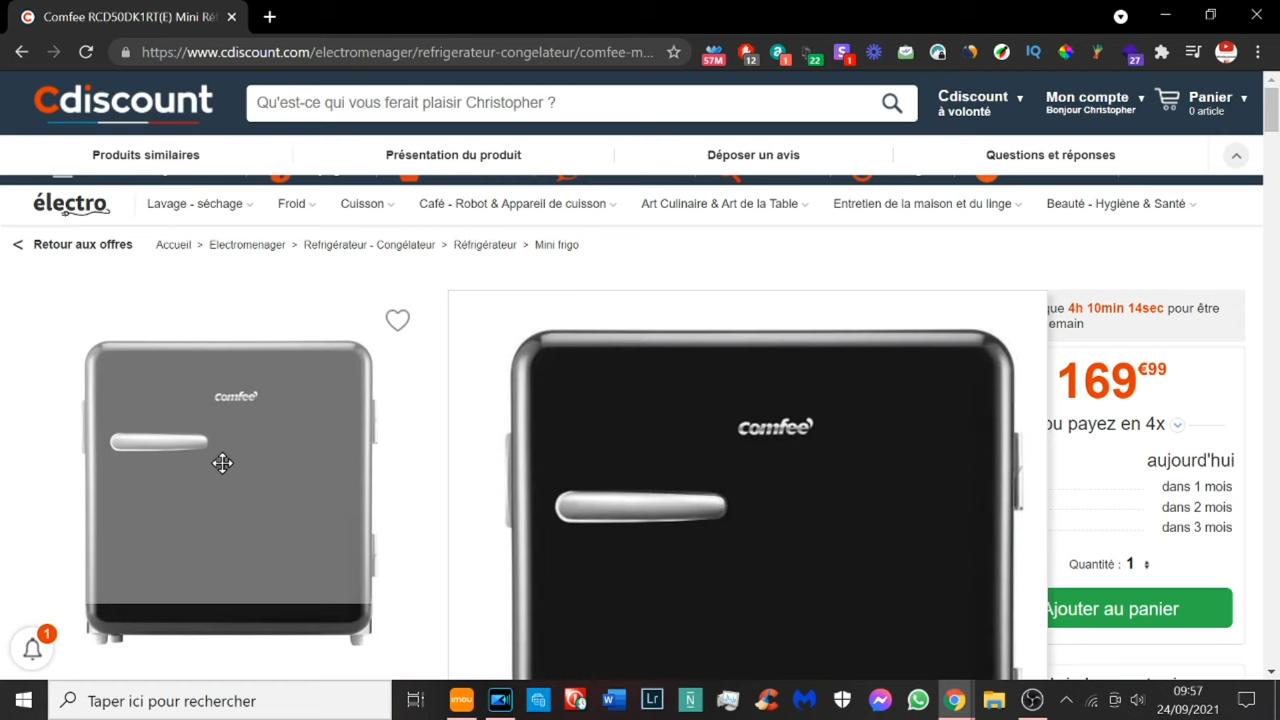 Comfee RCD50DK1RT(E) Mini Ré
https://www.cdiscount.com/electromenager/refrigerateur-congelateur/comfee-m...
57M
12
1
22
1
IQ
27
Cdiscount
Qu'est-ce qui vous ferait plaisir Christopher ?
Cdiscount
à volonté
Mon compte
Bonjour Christopher
Panier
0 article
Produits similaires
Présentation du produit
Déposer un avis
Questions et réponses
électro
Lavage - séchage
Froid
Cuisson
Café - Robot & Appareil de cuisson
Art Culinaire & Art de la Table
Entretien de la maison et du linge
Beauté - Hygiène & Santé
< Retour aux offres
Accueil > Electromenager > Refrigérateur - Congélateur > Réfrigérateur > Mini frigo
que 4h 10min 14sec pour être
emain
comfee
comfee
169€99
ou payez en 4x
aujourd'hui
dans 1 mois
dans 2 mois
dans 3 mois
Quantité : 1
Ajouter au panier
1
Taper ici pour rechercher
imou
Lr
09:57
24/09/2021